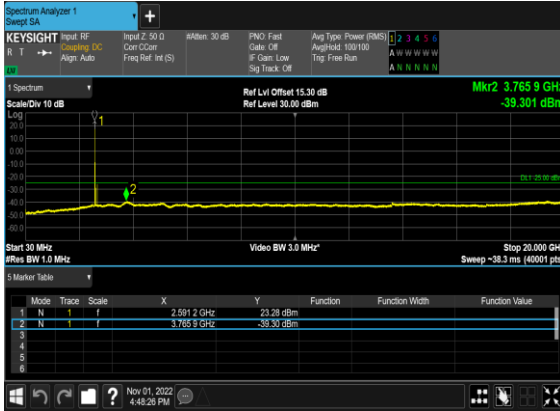 Spectrum Analyzer 1
Swept SA
+
KEYSIGHT
R T
Input: RF
Coupling: DC
Align: Auto
Input Z: 50 Ω
Corr CCorr
Freq Ref: Int (S)
#Atten: 30 dB
PNO: Fast
Gate: Off
IF Gain: Low
Sig Track: Off
Avg Type: Power (RMS)
Avg|Hold: 100/100
Trig: Free Run
1 2 3 4 5 6
A W W W W W
A N N N N N
1 Spectrum
Scale/Div 10 dB
Ref Lvl Offset 15.30 dB
Ref Level 30.00 dBm
Mkr2 3.765 9 GHz
-39.301 dBm
Log
20.0
10.0
0.00
-10.0
-20.0
-30.0
-40.0
-50.0
-60.0
1
2
DL1 -25.00 dBm
Start 30 MHz
#Res BW 1.0 MHz
Video BW 3.0 MHz*
Stop 20.000 GH
Sweep ~38.3 ms (40001 pts
5 Marker Table
Mode Trace Scale X Y Function Function Width Function Value
1 N 1 f 2.591 2 GHz 23.28 dBm
2 N 1 f 3.765 9 GHz -39.30 dBm
3
4
5
6
?
Nov 01, 2022
4:48:26 PM